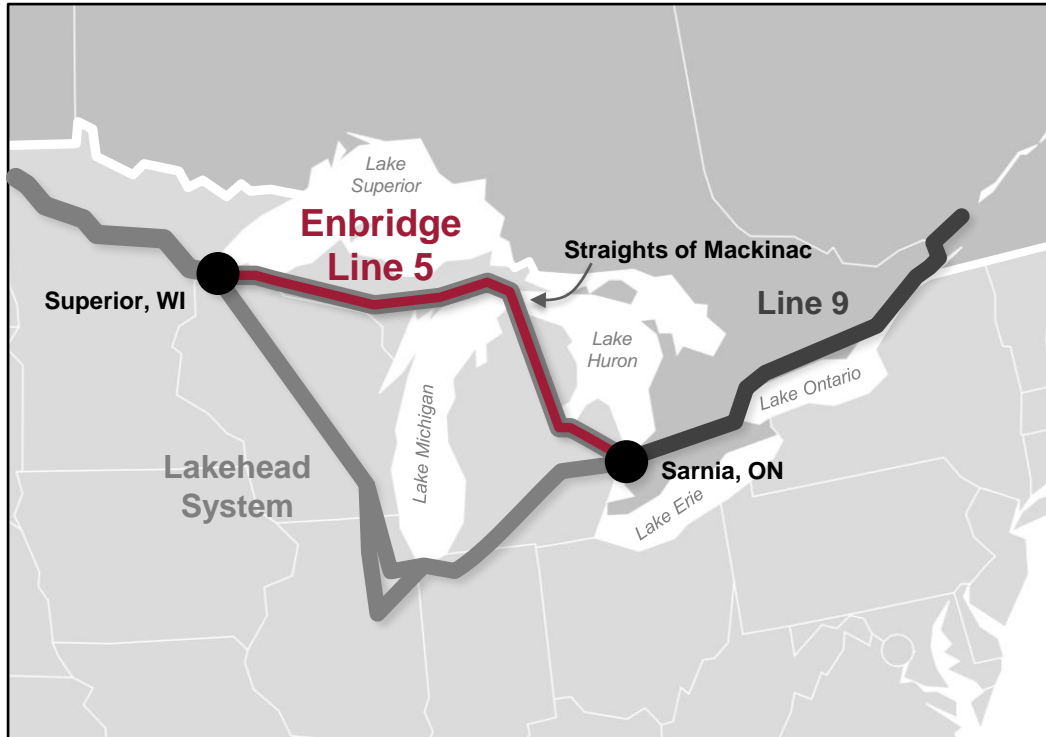 Lake
Superior
Enbridge
Line 5
Straights of Mackinac
Superior, WI
Line 9
Lake
Huron
Lake Ontario
Lake Michigan
Lakehead
System
Sarnia, ON
Lake Erie